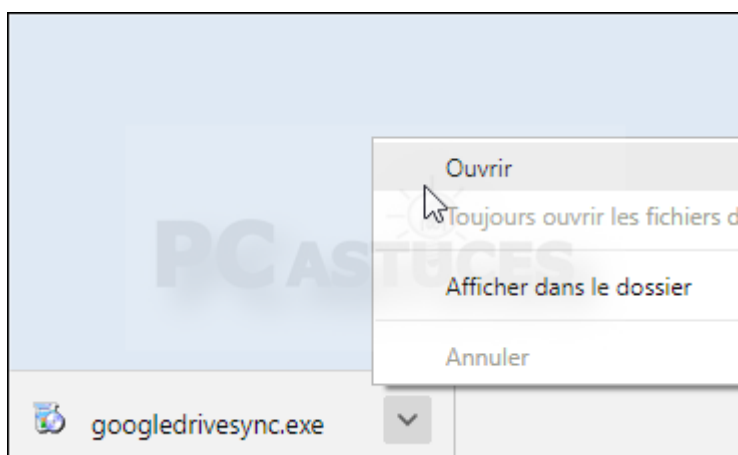 Ouvrir
Toujours ouvrir les fichiers d
PC ASTUCES
Afficher dans le dossier
Annuler
googledrivesync.exe